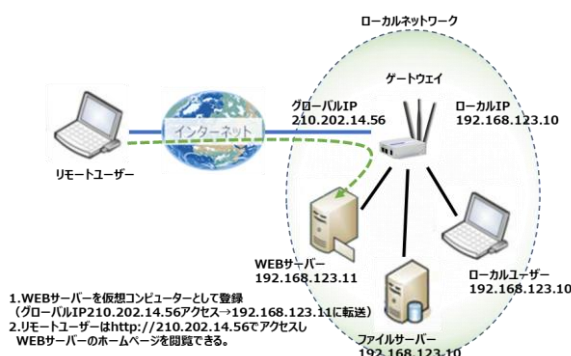 ローカルネットワーク
ゲートウェイ
グローバルIP
210.202.14.56
ローカルIP
192.168.123.10
インターネット
リモートユーザー
WEBサーバー
192.168.123.11
ローカルユーザー
192.168.123.10
ファイルサーバー
192.168.123.10
1.WEBサーバーを仮想コンピューターとして登録
（グローバルIP210.202.14.56アクセス→192.168.123.11に転送）
2.リモートユーザーはhttp://210.202.14.56でアクセスし
WEBサーバーのホームページを閲覧できる。